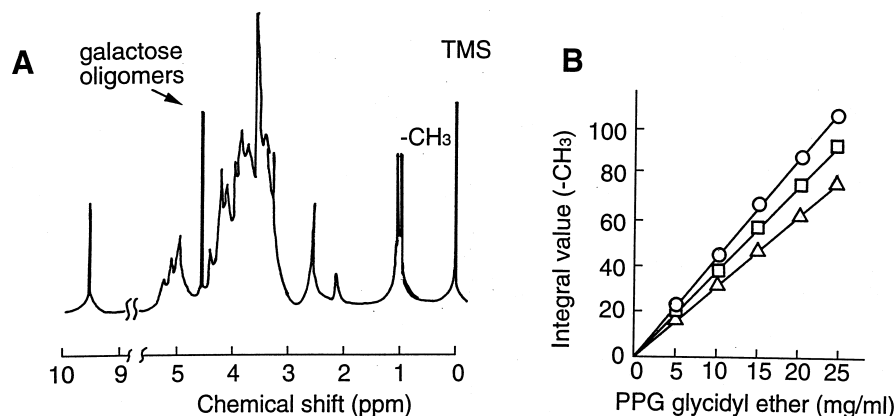 A
galactose
oligomers
TMS
-CH3
10 9 5 4 3 2 1 0
Chemical shift (ppm)
B
Integral value (-CH3)
100
80
60
40
20
0
0 5 10 15 20 25
PPG glycidyl ether (mg/ml)